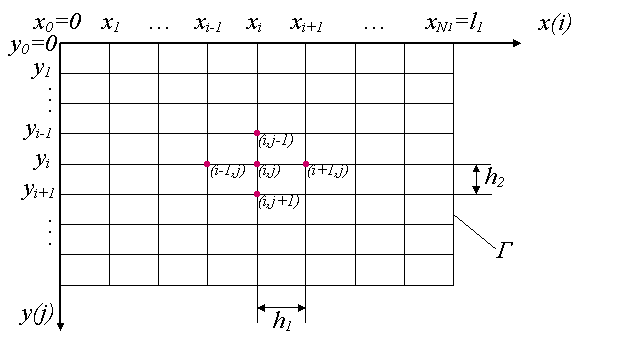 x₀=0 x₁ … xᵢ₋₁ xᵢ xᵢ₊₁ … x_N1=l₁ x(i)
y₀=0
y₁
⋮
yᵢ₋₁
(i,j-1)
yᵢ (i-1,j) (i,j) (i+1,j)
h₂
yᵢ₊₁ (i,j+1)
⋮
Γ
y(j)
h₁